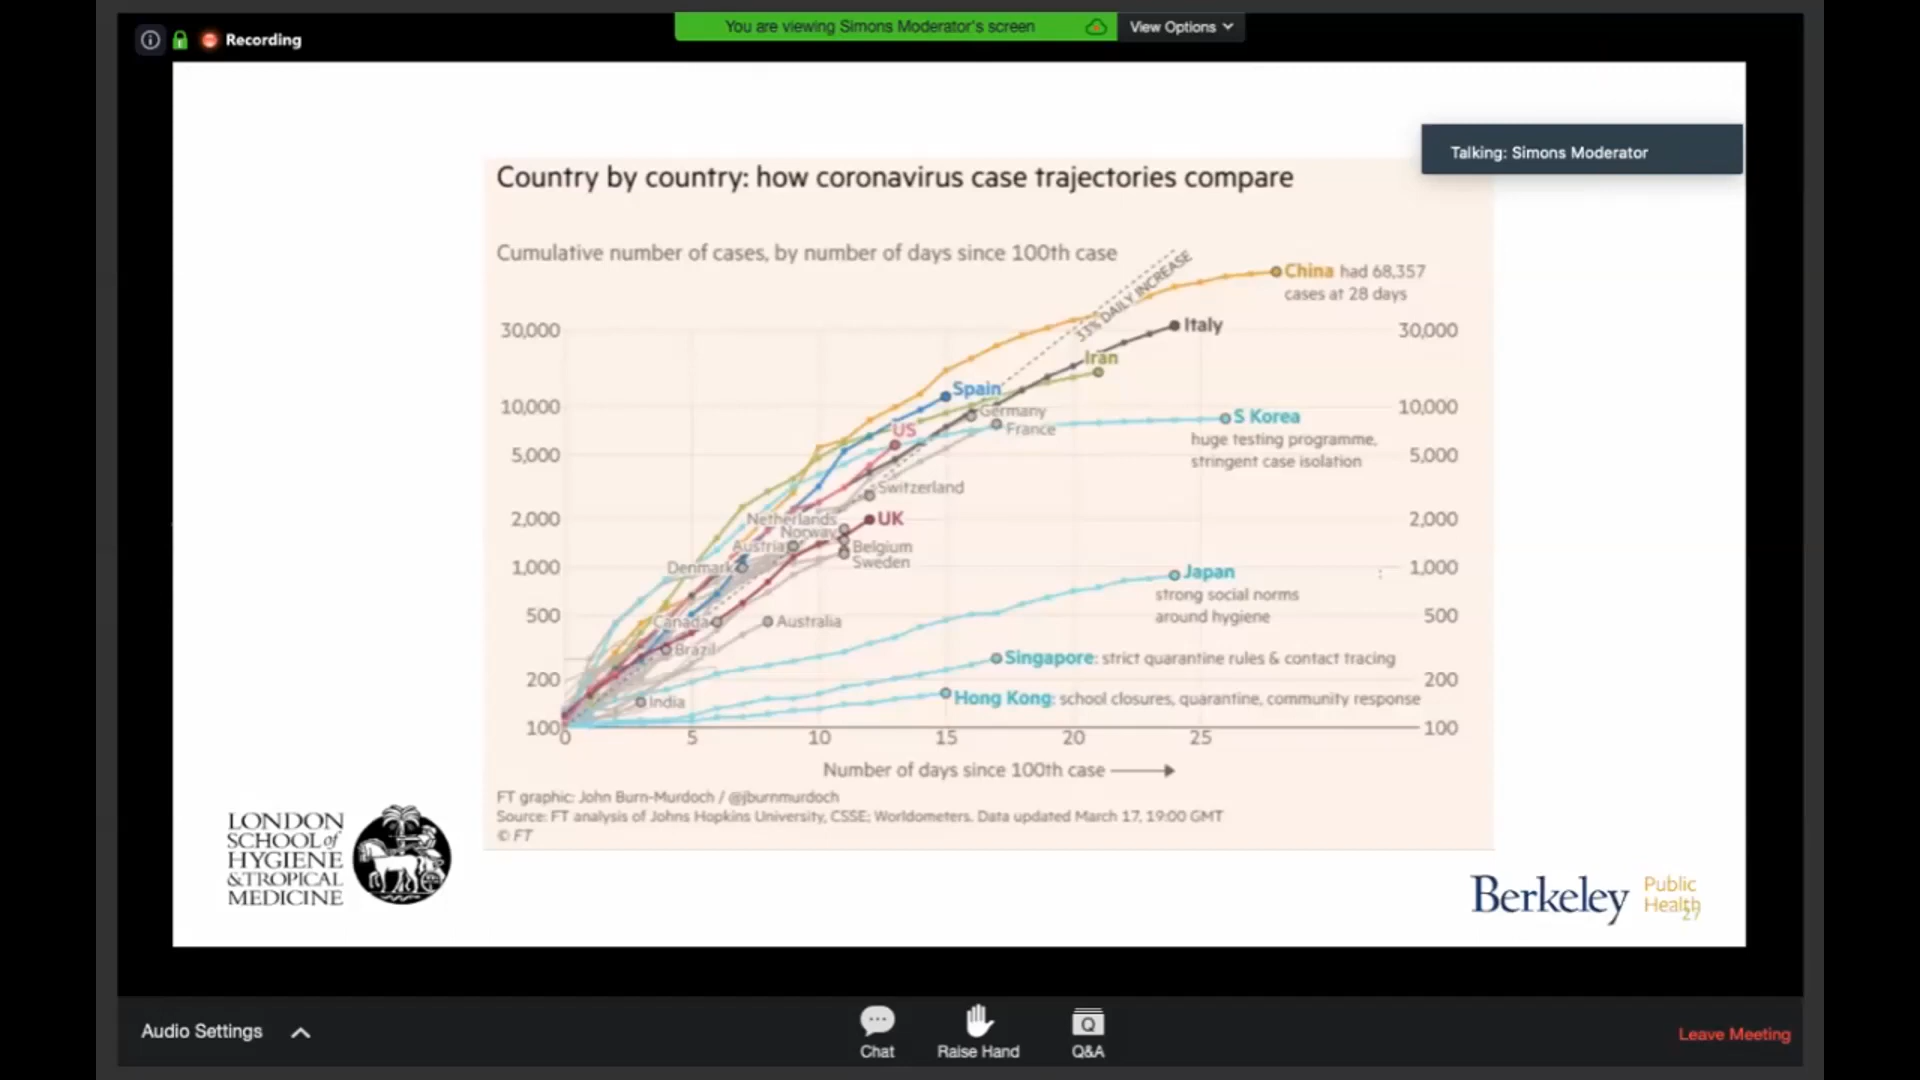 Recording
You are viewing Simons Moderator's screen
View Options
Talking: Simons Moderator
Country by country: how coronavirus case trajectories compare
Cumulative number of cases, by number of days since 100th case
33% DAILY INCREASE
China had 68,357
cases at 28 days
30,000
Italy
30,000
Iran
Spain
10,000
Germany
10,000
US
France
S Korea
huge testing programme,
stringent case isolation
5,000
5,000
Switzerland
2,000
Netherlands
UK
2,000
Norway
Austria
Belgium
Sweden
Denmark
1,000
Japan
1,000
strong social norms
around hygiene
500
500
Canada
Australia
Brazil
Singapore: strict quarantine rules & contact tracing
200
200
India
Hong Kong: school closures, quarantine, community response
100
100
0 5 10 15 20 25
Number of days since 100th case
FT graphic: John Burn-Murdoch / @jburnmurdoch
Source: FT analysis of Johns Hopkins University, CSSE; Worldometers. Data updated March 17, 19:00 GMT
© FT
LONDON
SCHOOL of
HYGIENE
& TROPICAL
MEDICINE
Berkeley
Public
Health
27
Audio Settings
Chat
Raise Hand
Q
Q&A
Leave Meeting